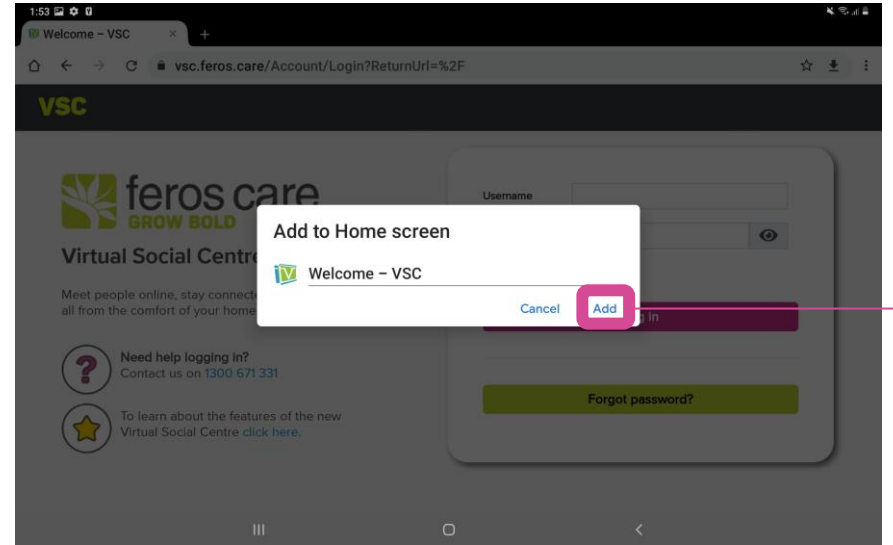 1:53
Welcome – VSC
vsc.feros.care/Account/Login?ReturnUrl=%2F
VSC
feros care
GROW BOLD
Virtual Social Centre
Meet people online, stay connect
all from the comfort of your home
Need help logging in?
Contact us on 1300 671 331
To learn about the features of the new
Virtual Social Centre click here.
Username
In
Forgot password?
Add to Home screen
Welcome – VSC
Cancel
Add